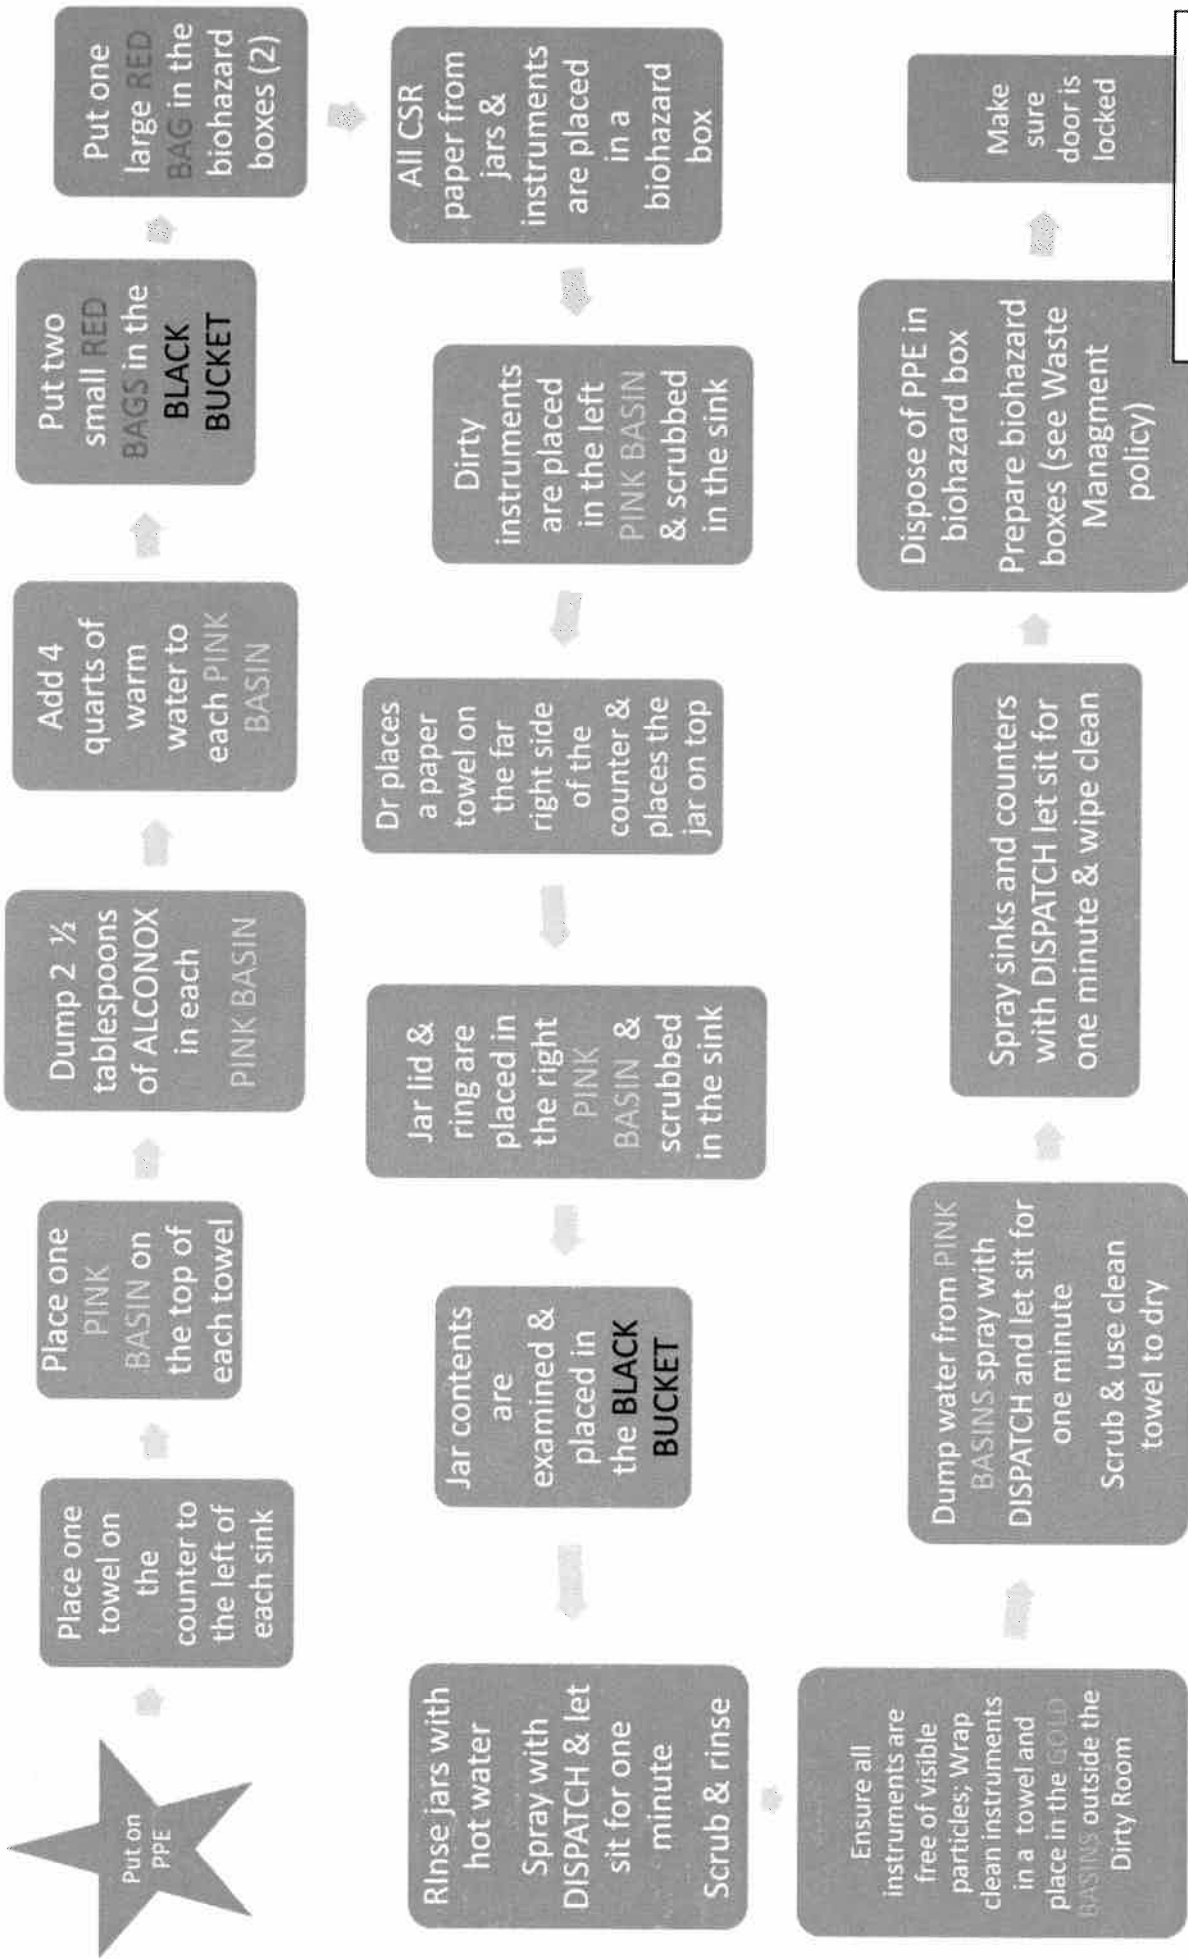 Put on
PPE
Place one
towel on
the
counter to
the left of
each sink
Place one
PINK
BASIN on
the top of
each towel
Dump 2 ½
tablespoons
of ALCONOX
in each
PINK BASIN
Add 4
quarts of
warm
water to
each PINK
BASIN
Put two
small RED
BAGS in the
BLACK
BUCKET
Put one
large RED
BAG in the
biohazard
boxes (2)
All CSR
paper from
jars &
instruments
are placed
in a
biohazard
box
Dirty
instruments
are placed
in the left
PINK BASIN
& scrubbed
in the sink
Dr places
a paper
towel on
the far
right side
of the
counter &
places the
jar on top
Jar lid &
ring are
placed in
the right
PINK
BASIN &
scrubbed
in the sink
Jar contents
are
examined &
placed in
the BLACK
BUCKET
RInse jars with
hot water
Spray with
DISPATCH & let
sit for one
minute
Scrub & rinse
Ensure all
instruments are
free of visible
particles; Wrap
clean instruments
in a towel and
place in the GOLD
BASINS outside the
Dirty Room
Dump water from PINK
BASINS spray with
DISPATCH and let sit for
one minute
Scrub & use clean
towel to dry
Spray sinks and counters
with DISPATCH let sit for
one minute & wipe clean
Dispose of PPE in
biohazard box
Prepare biohazard
boxes (see Waste
Managment
policy)
Make
sure
door is
locked